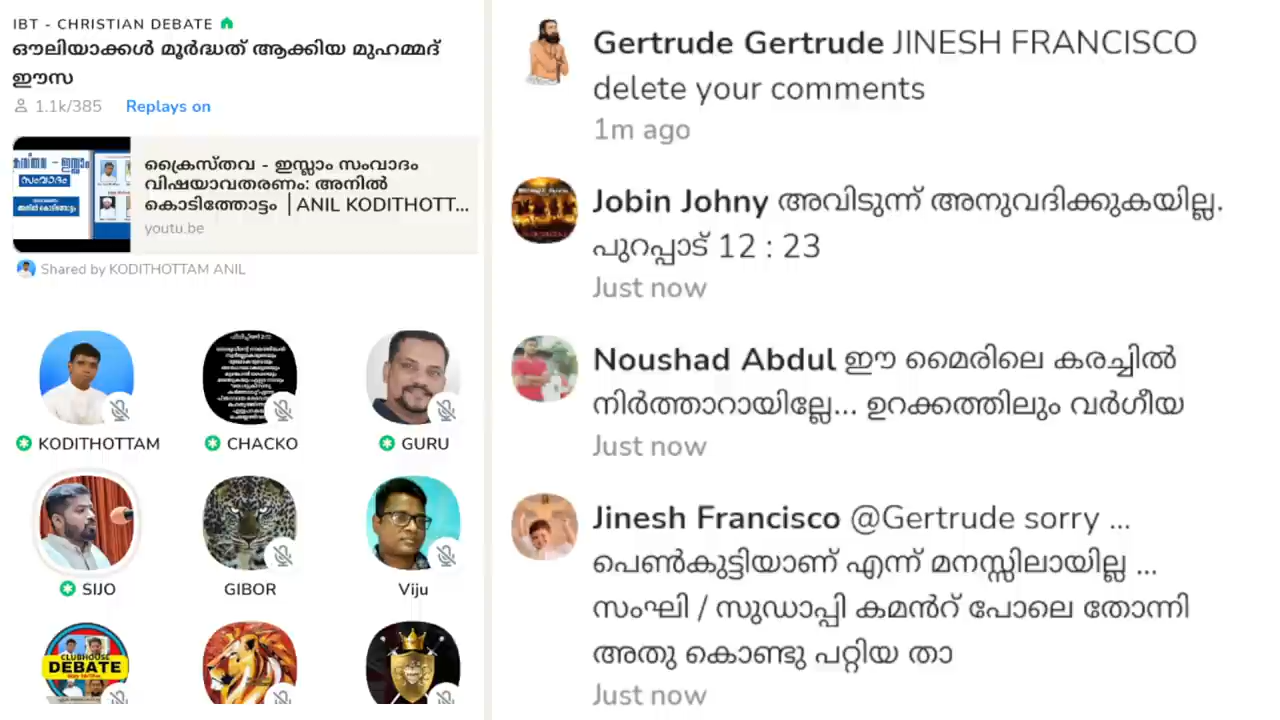 IBT - CHRISTIAN DEBATE
ഔലിയാക്കൾ മൂർദ്ധത് ആക്കിയ മുഹമ്മദ്
ഈസ
1.1k/385 Replays on
ക്രൈസ്തവ - ഇസ്ലാം സംവാദം
വിഷയാവതരണം: അനിൽ
കൊടിത്തോട്ടം | ANIL KODITHOTT...
youtu.be
സംവാദം
Shared by KODITHOTTAM ANIL
KODITHOTTAM CHACKO GURU
SIJO GIBOR Viju
CLUBHOUSE
DEBATE
Gertrude Gertrude JINESH FRANCISCO
delete your comments
1m ago
Jobin Johny അവിടുന്ന് അനുവദിക്കുകയില്ല.
പുറപ്പാട് 12 : 23
Just now
Noushad Abdul ഈ മൈരിലെ കരച്ചിൽ
നിർത്താറായില്ലേ... ഉറക്കത്തിലും വർഗീയ
Just now
Jinesh Francisco @Gertrude sorry ...
പെൺകുട്ടിയാണ് എന്ന് മനസ്സിലായില്ല ...
സംഘി / സുഡാപ്പി കമൻറ് പോലെ തോന്നി
അതു കൊണ്ടു പറ്റിയ താ
Just now